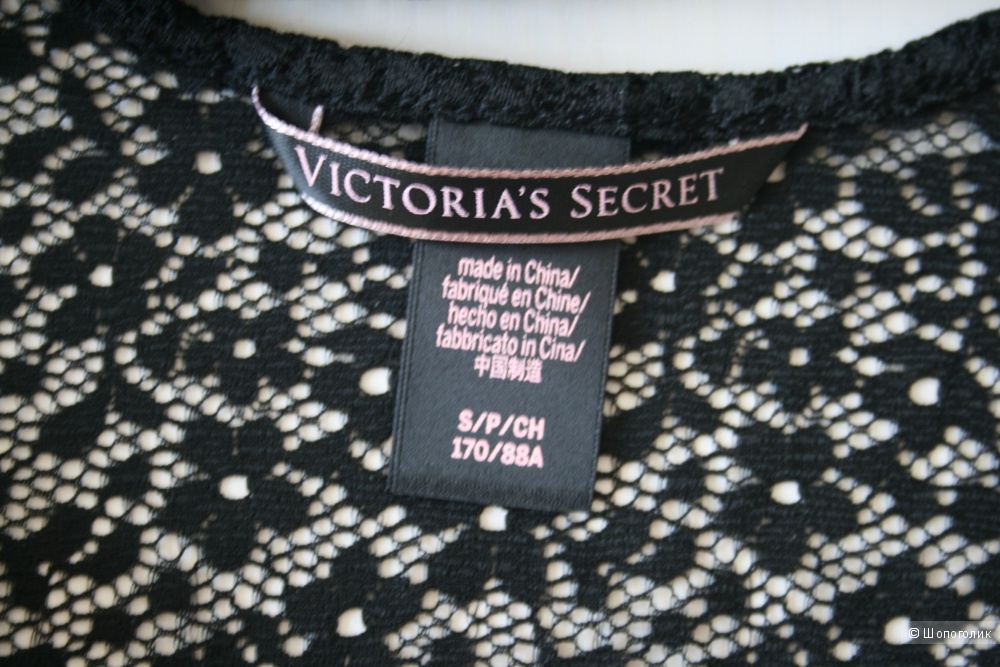 VICTORIA'S SECRET
made in China/
fabriqué en Chine/
hecho en China/
fabbricato in Cina/
中国制造
S/P/CH
170/88A
© Шопоголик